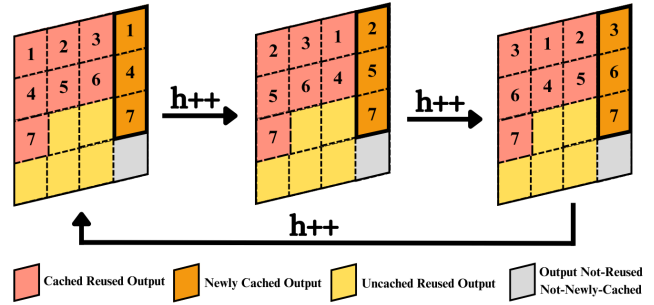 1 2 3 1
4 5 6 4
7 7
h++
2 3 1 2
5 6 4 5
7 7
h++
3 1 2 3
6 4 5 6
7 7
h++
Cached Reused Output
Newly Cached Output
Uncached Reused Output
Output Not-Reused
Not-Newly-Cached